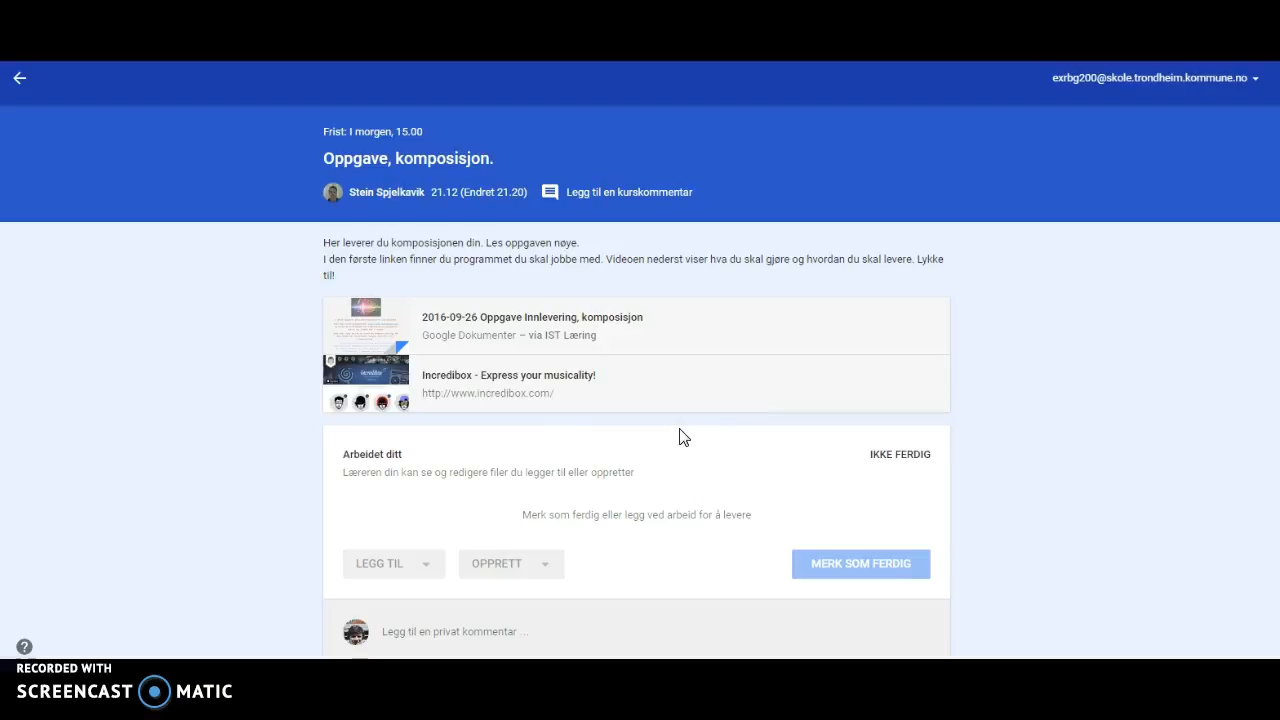 exrbg200@skole.trondheim.kommune.no
Frist: I morgen, 15.00
Oppgave, komposisjon.
Stein Spjelkavik 21.12 (Endret 21.20) Legg til en kurskommentar
Her leverer du komposisjonen din. Les oppgaven nøye.
I den første linken finner du programmet du skal jobbe med. Videoen nederst viser hva du skal gjøre og hvordan du skal levere. Lykke
til!
2016-09-26 Oppgave Innlevering, komposisjon
Google Dokumenter – via IST Læring
incredibox
Incredibox - Express your musicality!
http://www.incredibox.com/
Arbeidet ditt IKKE FERDIG
Læreren din kan se og redigere filer du legger til eller oppretter
Merk som ferdig eller legg ved arbeid for å levere
LEGG TIL OPPRETT MERK SOM FERDIG
Legg til en privat kommentar ...
?
RECORDED WITH
SCREENCAST MATIC